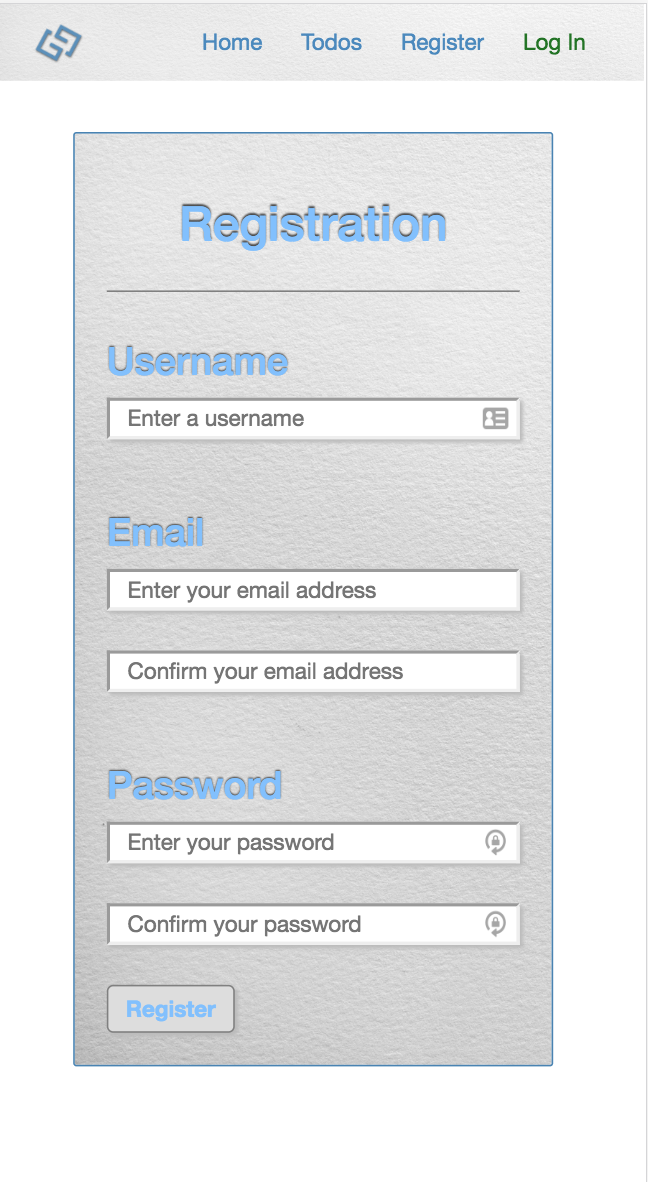 Home Todos Register Log In
Registration
Username
Enter a username
Email
Enter your email address
Confirm your email address
Password
Enter your password
Confirm your password
Register